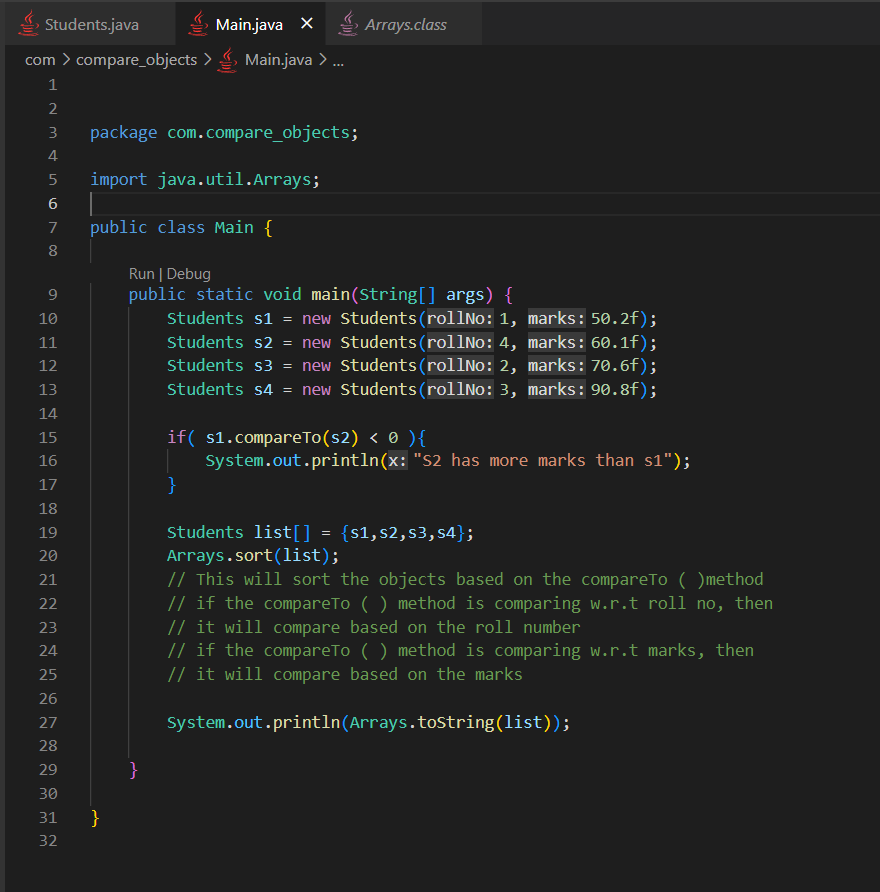 Students.java Main.java Arrays.class
com > compare_objects > Main.java > ...
1
2
3 package com.compare_objects;
4
5 import java.util.Arrays;
6
7 public class Main {
8
Run | Debug
9 public static void main(String[] args) {
10 Students s1 = new Students(rollNo: 1, marks: 50.2f);
11 Students s2 = new Students(rollNo: 4, marks: 60.1f);
12 Students s3 = new Students(rollNo: 2, marks: 70.6f);
13 Students s4 = new Students(rollNo: 3, marks: 90.8f);
14
15 if( s1.compareTo(s2) < 0 ){
16 System.out.println(x: "S2 has more marks than s1");
17 }
18
19 Students list[] = {s1,s2,s3,s4};
20 Arrays.sort(list);
21 // This will sort the objects based on the compareTo ( )method
22 // if the compareTo ( ) method is comparing w.r.t roll no, then
23 // it will compare based on the roll number
24 // if the compareTo ( ) method is comparing w.r.t marks, then
25 // it will compare based on the marks
26
27 System.out.println(Arrays.toString(list));
28
29 }
30
31 }
32